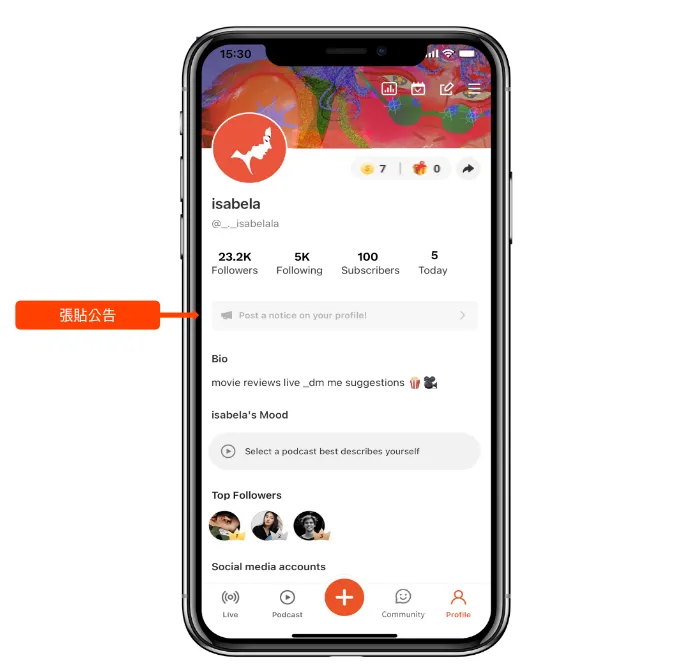 15:30
7
0
isabela
@_._isabelala
23.2K 5K 100 5
Followers Following Subscribers Today
張貼公告
Post a notice on your profile!
Bio
movie reviews live _dm me suggestions
isabela's Mood
Select a podcast best describes yourself
Top Followers
Social media accounts
Live Podcast Community Profile